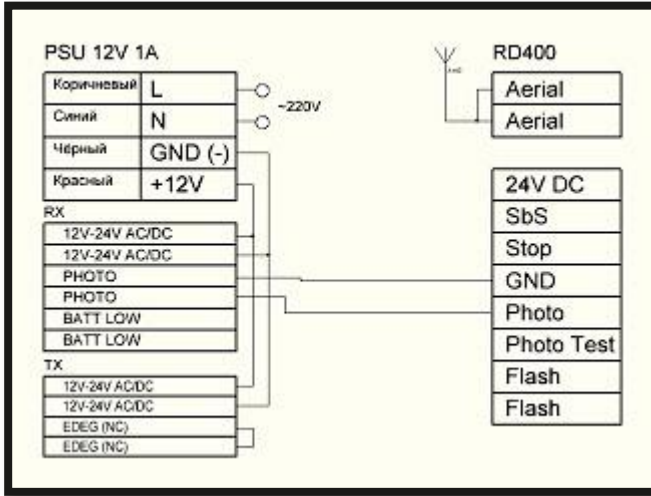 PSU 12V 1A
Коричневый L
Синий N
Чёрный GND (-)
Красный +12V
~220V
RX
12V-24V AC/DC
12V-24V AC/DC
PHOTO
PHOTO
BATT LOW
BATT LOW
TX
12V-24V AC/DC
12V-24V AC/DC
EDEG (NC)
EDEG (NC)
RD400
Aerial
Aerial
24V DC
SbS
Stop
GND
Photo
Photo Test
Flash
Flash